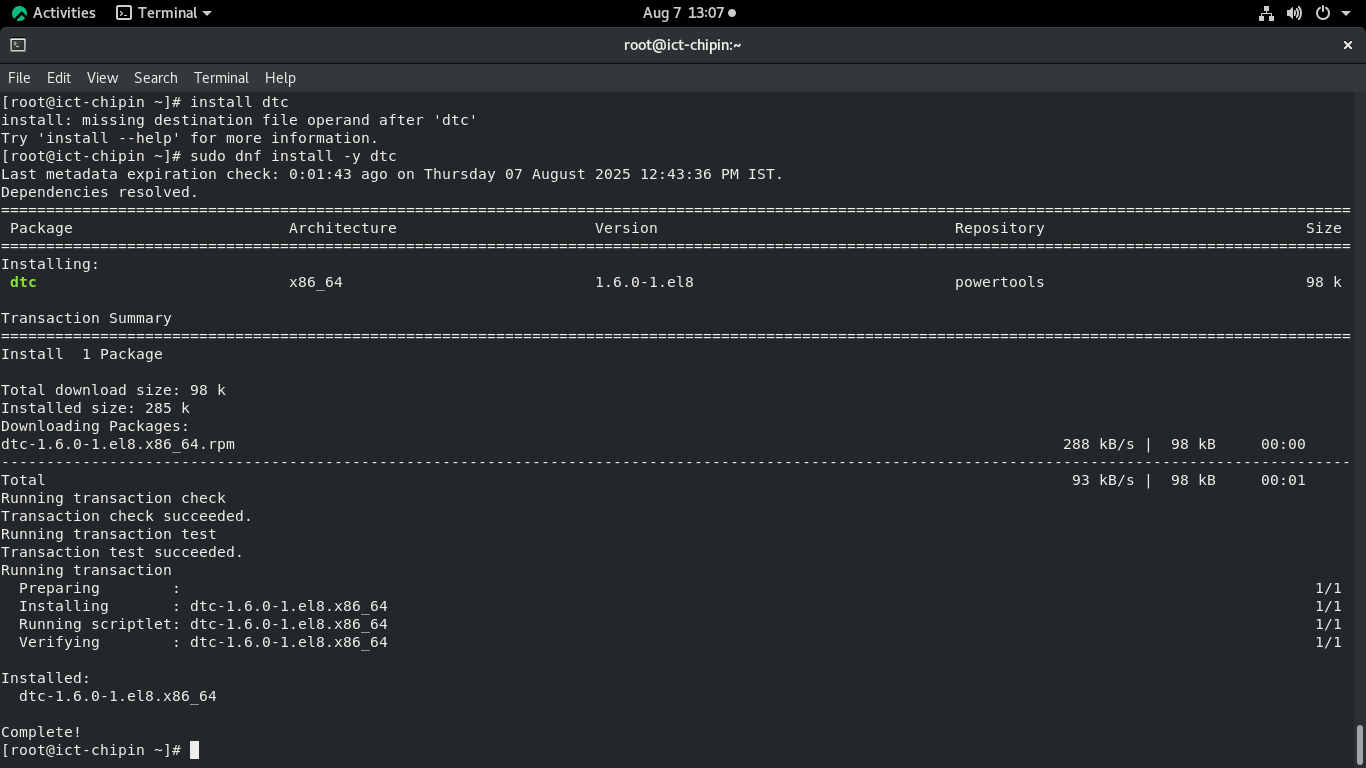 Activities Terminal Aug 7 13:07
root@ict-chipin:~
File Edit View Search Terminal Help
[root@ict-chipin ~]# install dtc
install: missing destination file operand after 'dtc'
Try 'install --help' for more information.
[root@ict-chipin ~]# sudo dnf install -y dtc
Last metadata expiration check: 0:01:43 ago on Thursday 07 August 2025 12:43:36 PM IST.
Dependencies resolved.
================================================================================
Package Architecture Version Repository Size
================================================================================
Installing:
dtc x86_64 1.6.0-1.el8 powertools 98 k
Transaction Summary
================================================================================
Install  1 Package
Total download size: 98 k
Installed size: 285 k
Downloading Packages:
dtc-1.6.0-1.el8.x86_64.rpm 288 kB/s | 98 kB 00:00
--------------------------------------------------------------------------------
Total 93 kB/s | 98 kB 00:01
Running transaction check
Transaction check succeeded.
Running transaction test
Transaction test succeeded.
Running transaction
Preparing : 1/1
Installing : dtc-1.6.0-1.el8.x86_64 1/1
Running scriptlet: dtc-1.6.0-1.el8.x86_64 1/1
Verifying : dtc-1.6.0-1.el8.x86_64 1/1
Installed:
dtc-1.6.0-1.el8.x86_64
Complete!
[root@ict-chipin ~]#